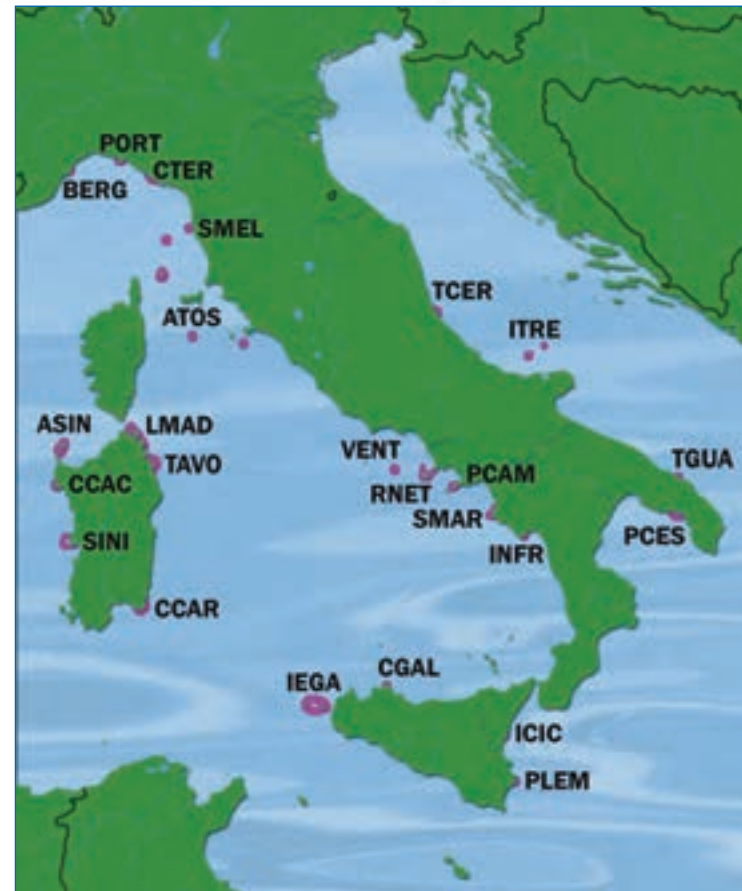 PORT
CTER
BERG
SMEL
TCER
ATOS
ITRE
ASIN
LMAD
VENT
TAVO
TGUA
PCAM
CCAC
RNET
SMAR
PCES
SINI
INFR
CCAR
CGAL
IEGA
ICIC
PLEM